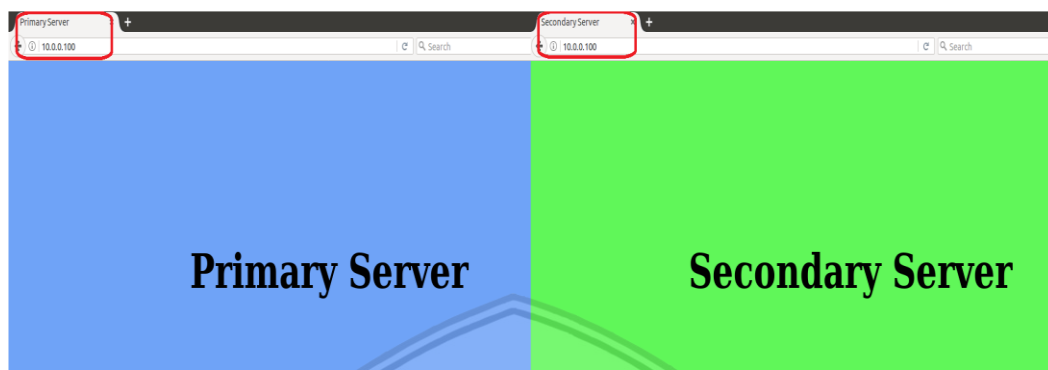 Primary Server × +
10.0.0.100 Search
Primary Server
Secondary Server × +
10.0.0.100 Search
Secondary Server